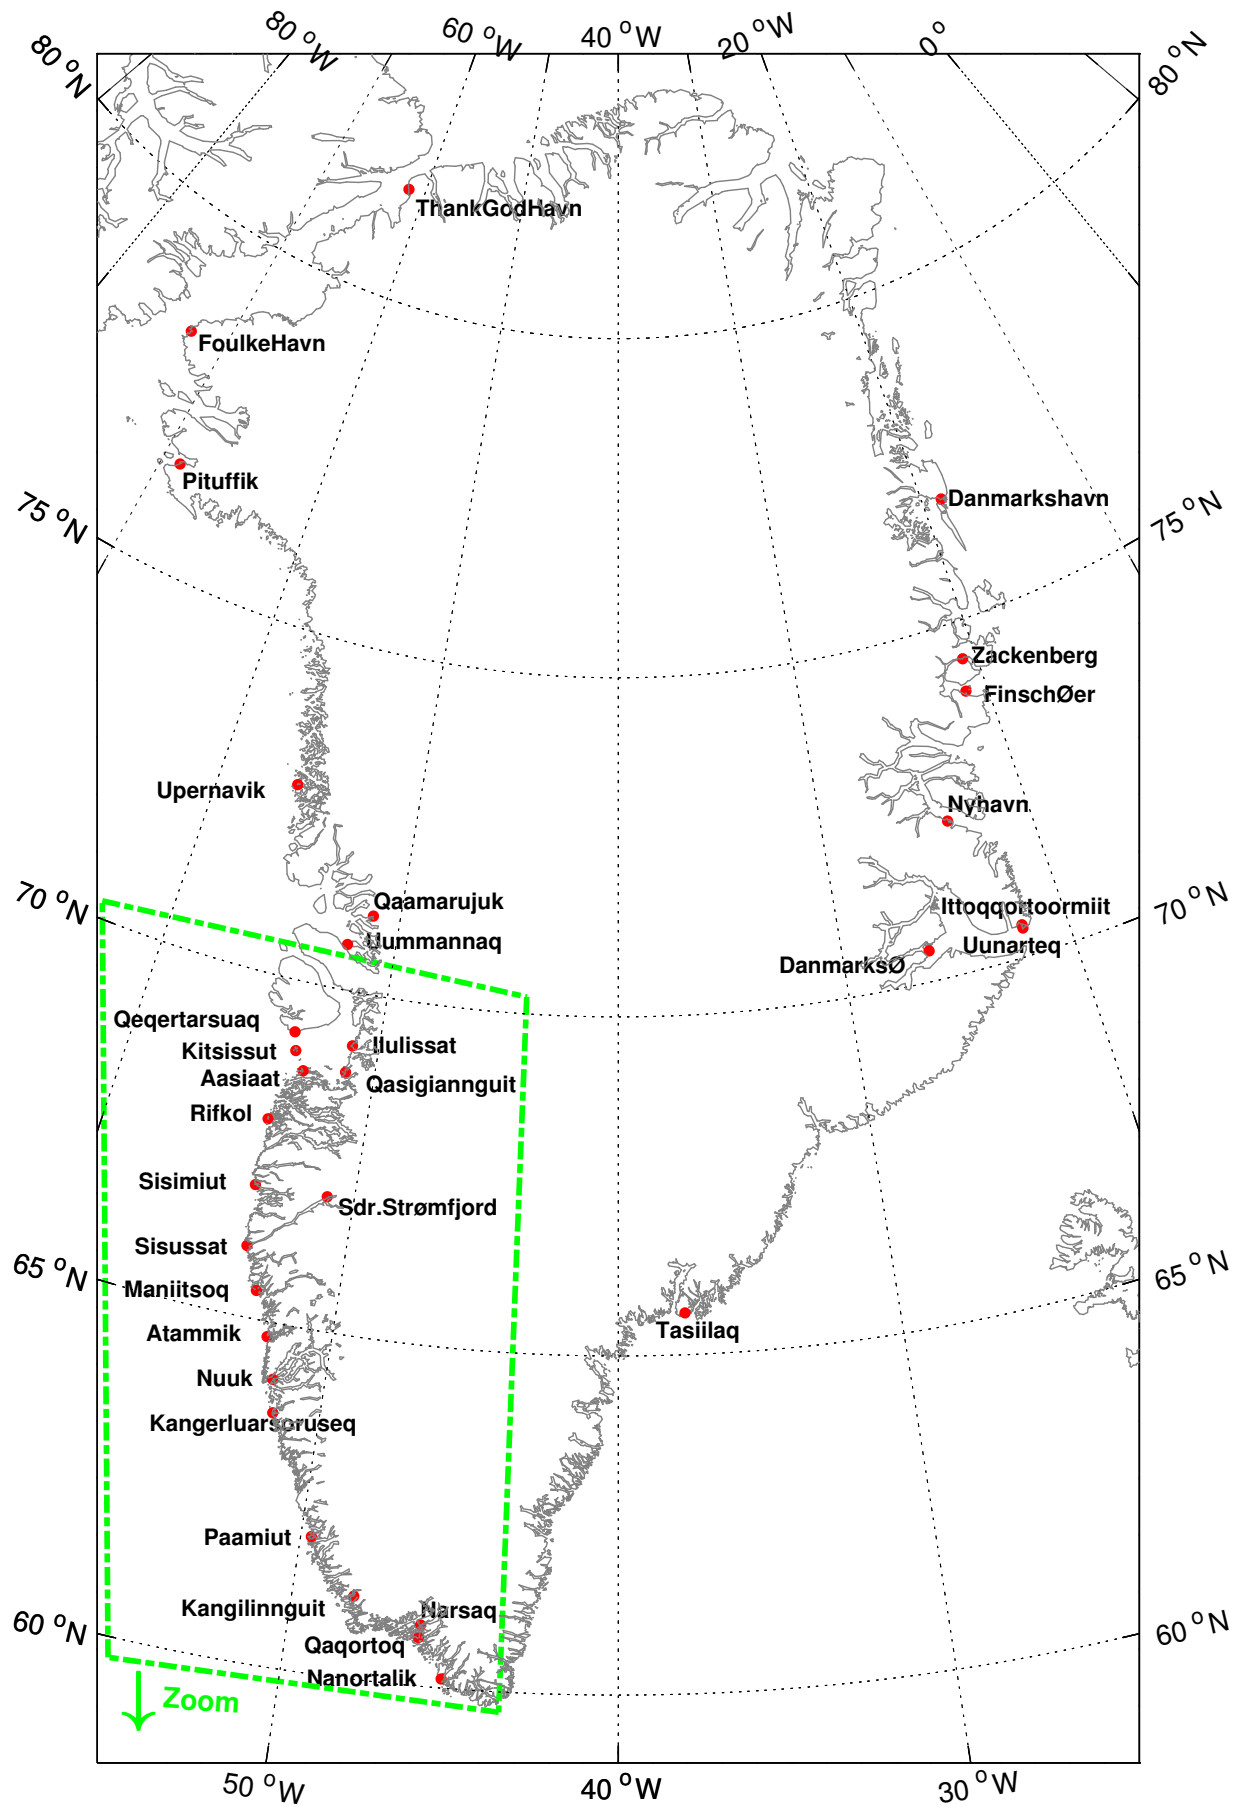 80 °N
80 °W
60 °W
40 °W
20 °W
0°
80 °N
ThankGodHavn
FoulkeHavn
Pituffik
75 °N
Danmarkshavn
75 °N
Zackenberg
FinschØer
Upernavik
Nyhavn
70 °N
Qaamarujuk
Ittoqqortoormiit
70 °N
Uummannaq
Uunarteq
DanmarksØ
Qeqertarsuaq
Kitsissut
Ilulissat
Aasiaat
Qasigiannguit
Rifkol
Sisimiut
Sdr.Strømfjord
Sisussat
65 °N
65 °N
Maniitsoq
Atammik
Tasiilaq
Nuuk
Kangerluarsoruseq
Paamiut
Kangilinnguit
Narsaq
60 °N
60 °N
Qaqortoq
Nanortalik
Zoom
50 °W
40 °W
30 °W